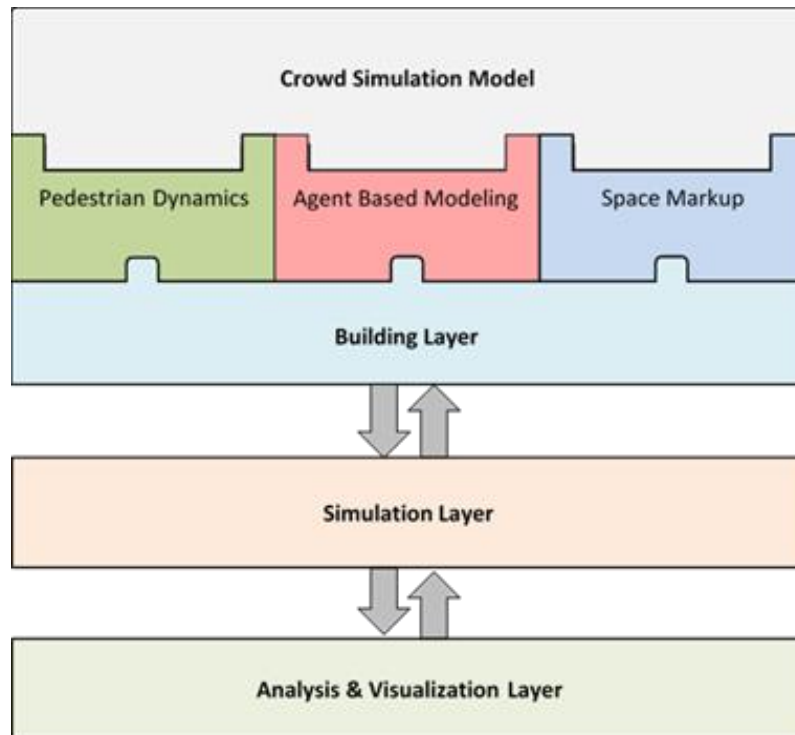 Crowd Simulation Model
Pedestrian Dynamics
Agent Based Modeling
Space Markup
Building Layer
Simulation Layer
Analysis & Visualization Layer